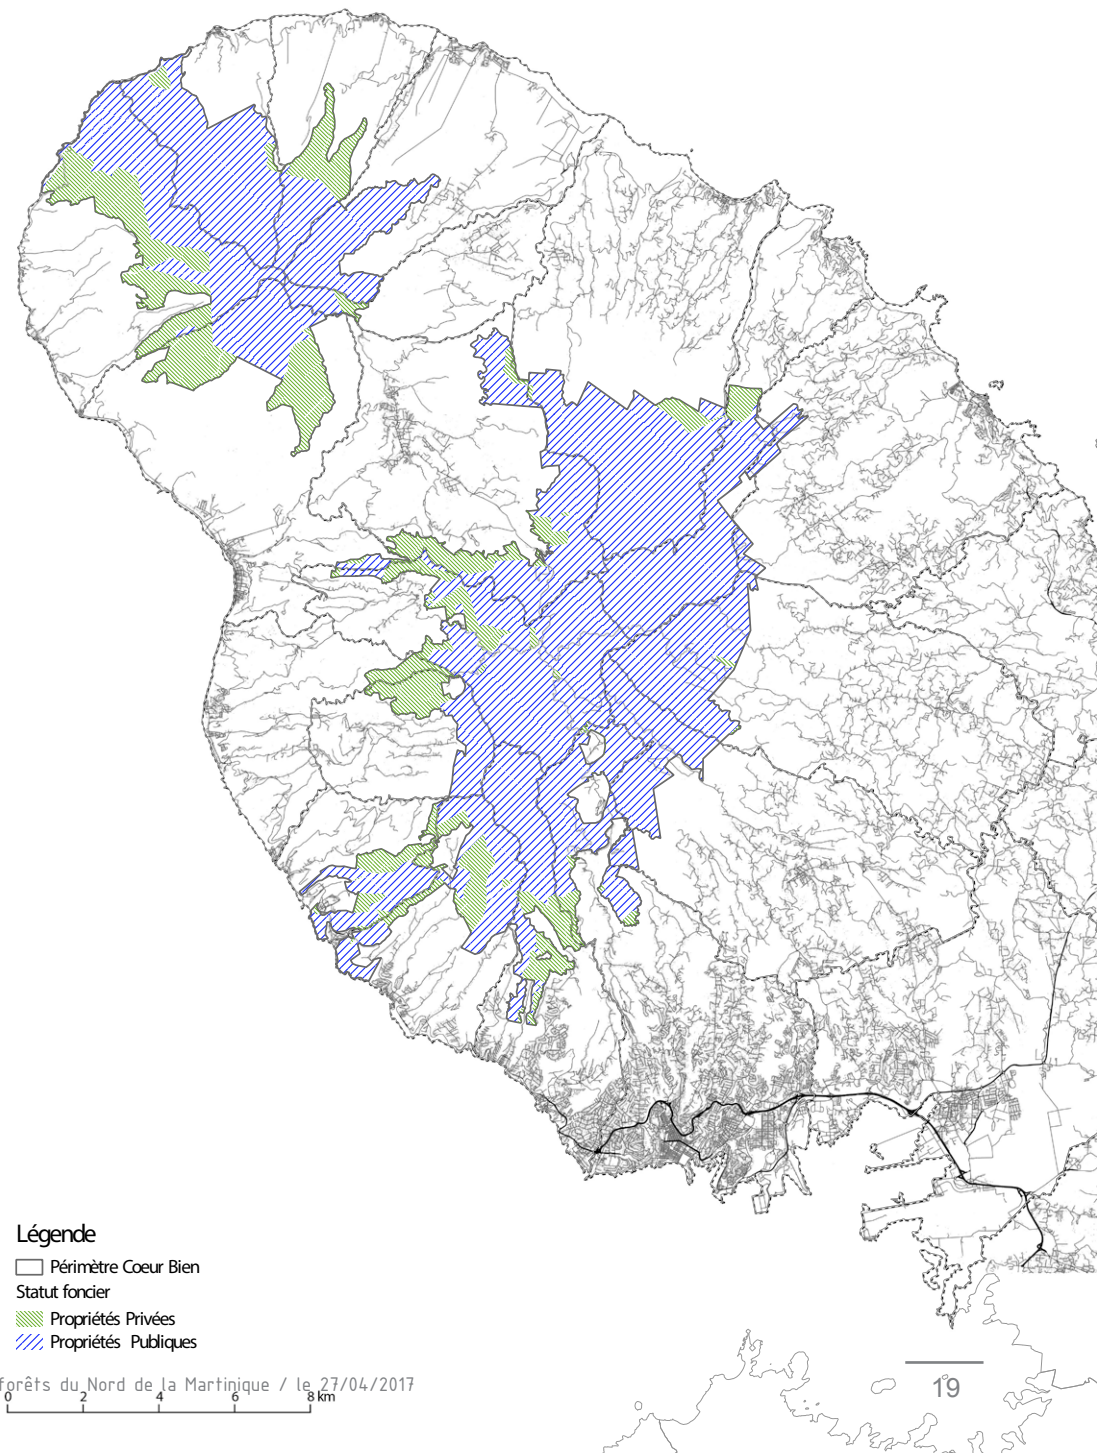 Légende
Périmètre Coeur Bien
Statut foncier
Propriétés Privées
Propriétés Publiques
forêts du Nord de la Martinique / le 27/04/2017
0 2 4 6 8 km
19